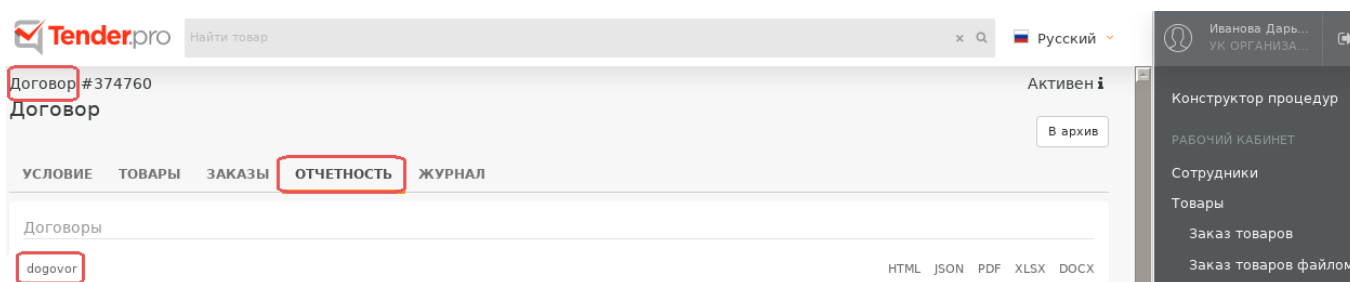 Tender.pro
Найти товар
× Русский
Иванова Дарь...
УК ОРГАНИЗА...
Договор #374760
Активен i
Договор
В архив
УСЛОВИЕ ТОВАРЫ ЗАКАЗЫ ОТЧЕТНОСТЬ ЖУРНАЛ
Договоры
dogovor
HTML JSON PDF XLSX DOCX
Конструктор процедур
РАБОЧИЙ КАБИНЕТ
Сотрудники
Товары
Заказ товаров
Заказ товаров файлом